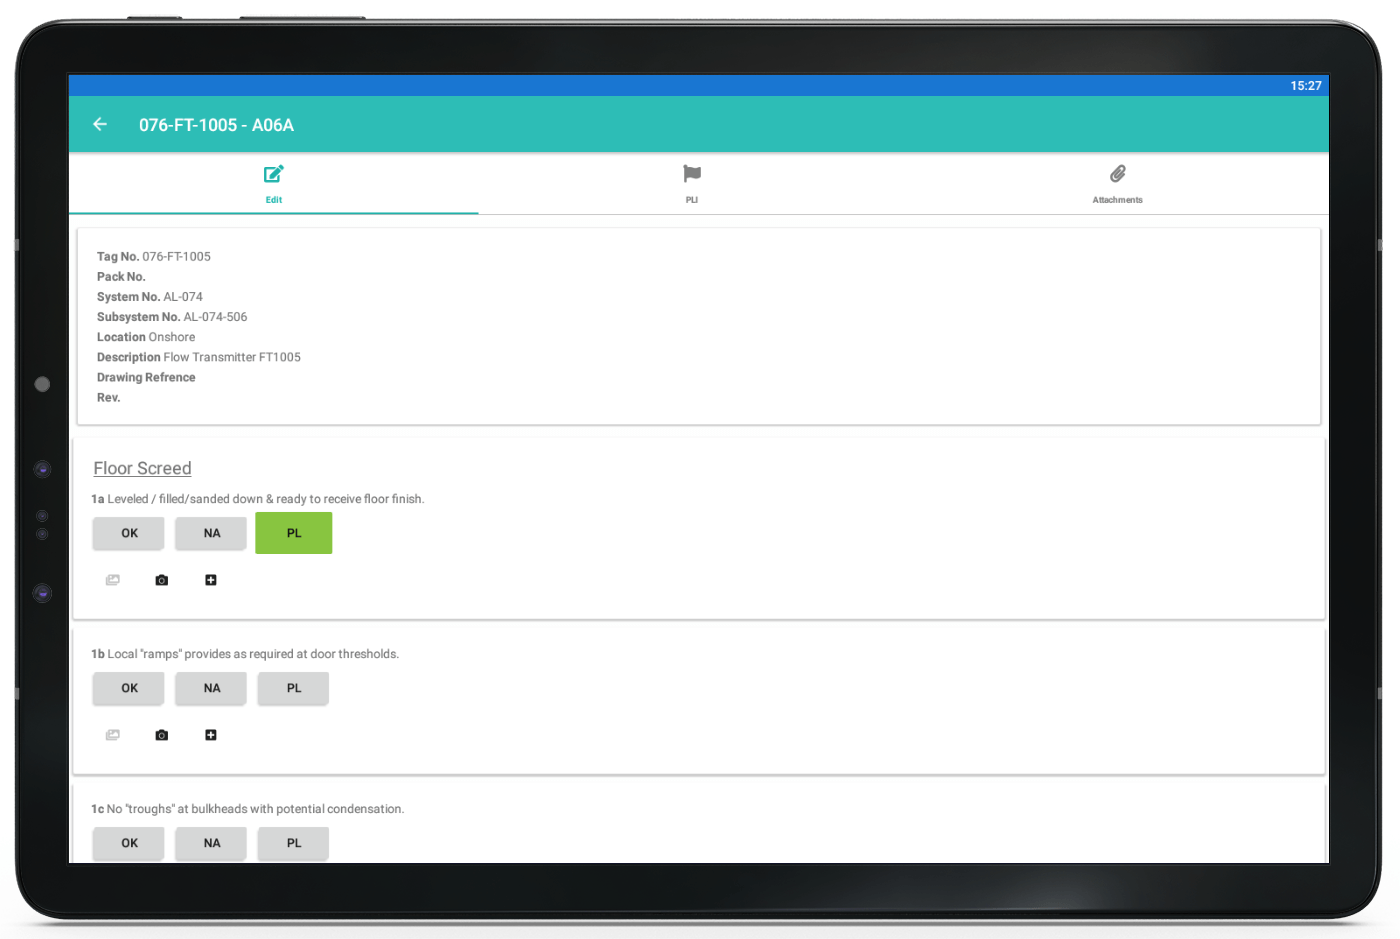 15:27
076-FT-1005 - A06A
Edit
PLI
Attachments
Tag No. 076-FT-1005
Pack No.
System No. AL-074
Subsystem No. AL-074-506
Location Onshore
Description Flow Transmitter FT1005
Drawing Refrence
Rev.
Floor Screed
1a Leveled / filled/sanded down & ready to receive floor finish.
OK NA PL
1b Local "ramps" provides as required at door thresholds.
OK NA PL
1c No "troughs" at bulkheads with potential condensation.
OK NA PL